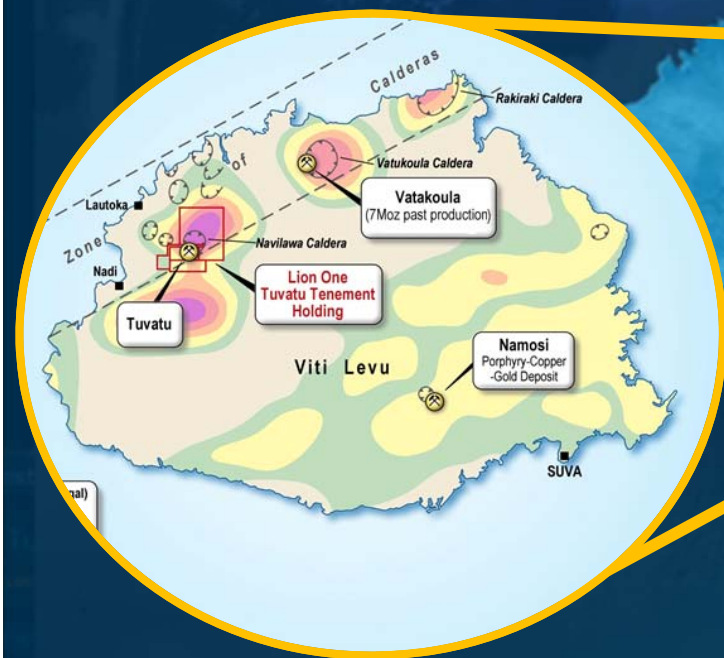 Calderas
Rakiraki Caldera
of
Vatukoula Caldera
Vatakoula
(7Moz past production)
Lautoka
Zone
Navilawa Caldera
Nadi
Lion One
Tuvatu Tenement
Holding
Tuvatu
Namosi
Porphyry-Copper
-Gold Deposit
Viti Levu
SUVA